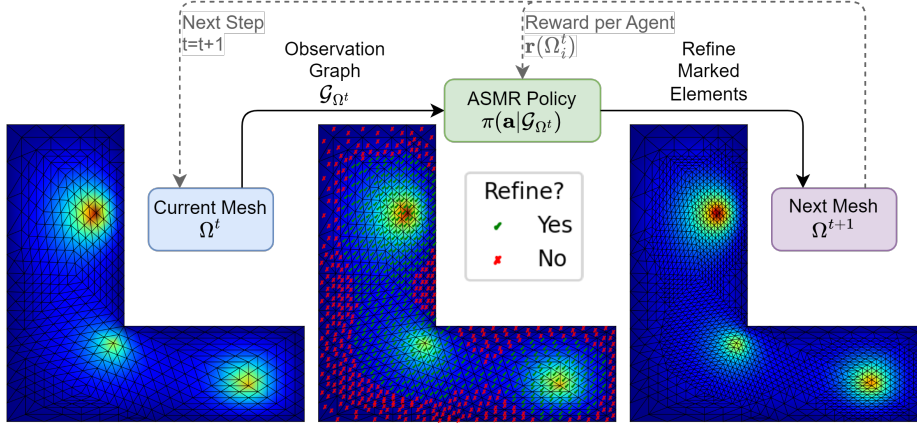 Next Step
t=t+1
Observation
Graph
𝒢_{Ω^t}
Reward per Agent
r(Ω_i^t)
ASMR Policy
π(a|𝒢_{Ω^t})
Refine
Marked
Elements
Current Mesh
Ω^t
Refine?
Yes
No
Next Mesh
Ω^{t+1}